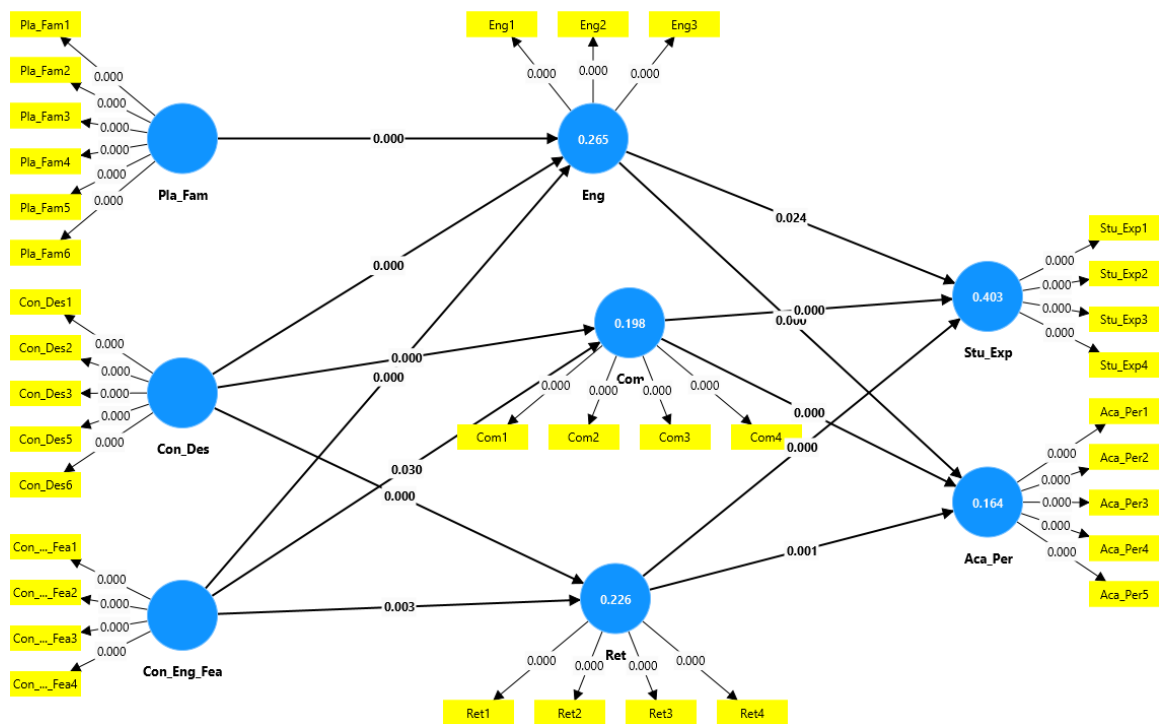 Pla_Fam1
Pla_Fam2
Pla_Fam3
Pla_Fam4
Pla_Fam5
Pla_Fam6
0.000
0.000
0.000
0.000
0.000
0.000
Pla_Fam
0.000
Eng1
Eng2
Eng3
0.000
0.000
0.000
0.265
Eng
Con_Des1
Con_Des2
Con_Des3
Con_Des5
Con_Des6
0.000
0.000
0.000
0.000
0.000
Con_Des
0.000
0.000
0.000
0.198
Com
0.000
0.000
0.000
0.000
Com1
Com2
Com3
Com4
Con_..._Fea1
Con_..._Fea2
Con_..._Fea3
Con_..._Fea4
0.000
0.000
0.000
0.000
Con_Eng_Fea
0.000
0.030
0.003
0.226
Ret
0.000
0.000
0.000
0.000
Ret1
Ret2
Ret3
Ret4
0.024
0.000
0.000
0.000
0.000
0.001
0.403
Stu_Exp
0.000
0.000
0.000
0.000
Stu_Exp1
Stu_Exp2
Stu_Exp3
Stu_Exp4
0.164
Aca_Per
0.000
0.000
0.000
0.000
0.000
Aca_Per1
Aca_Per2
Aca_Per3
Aca_Per4
Aca_Per5